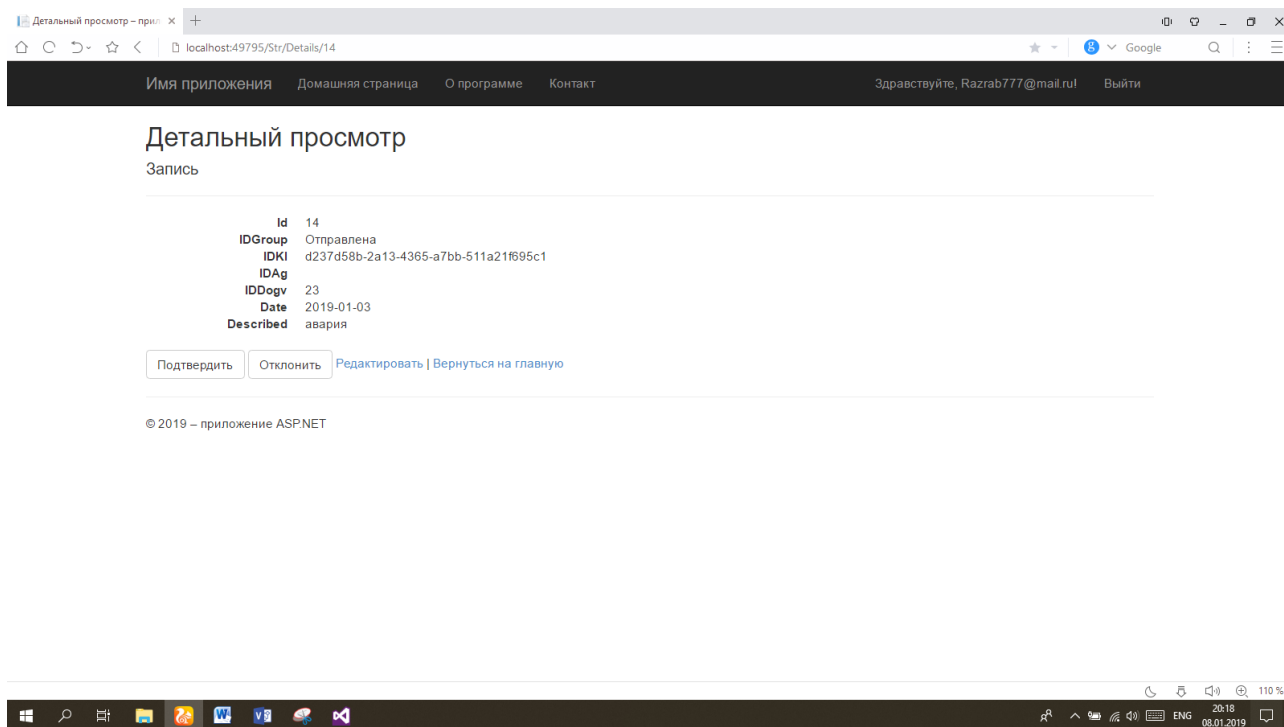 Детальный просмотр – прил
localhost:49795/Str/Details/14
Google
Имя приложения Домашняя страница О программе Контакт Здравствуйте, Razrab777@mail.ru! Выйти
Детальный просмотр
Запись
Id 14
IDGroup Отправлена
IDKl d237d58b-2a13-4365-a7bb-511a21f695c1
IDAg
IDDogv 23
Date 2019-01-03
Described авария
Подтвердить Отклонить Редактировать | Вернуться на главную
© 2019 – приложение ASP.NET
110 %
ENG 20:18
08.01.2019